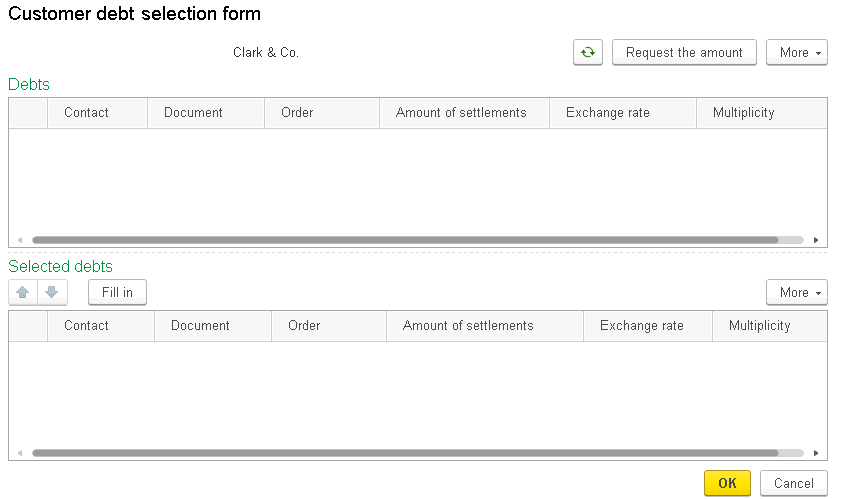 Customer debt selection form
Clark & Co. Request the amount More
Debts
Contact Document Order Amount of settlements Exchange rate Multiplicity
Selected debts
Fill in More
Contact Document Order Amount of settlements Exchange rate Multiplicity
OK Cancel